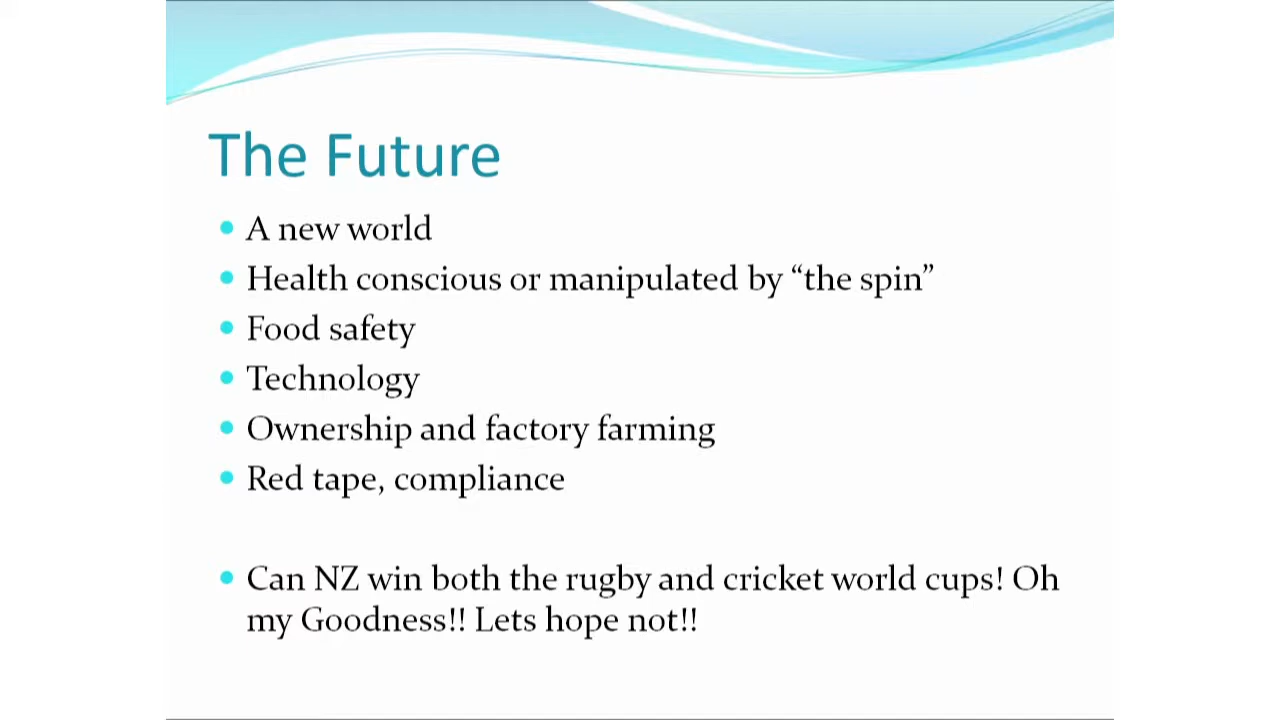 The Future
A new world
Health conscious or manipulated by “the spin”
Food safety
Technology
Ownership and factory farming
Red tape, compliance
Can NZ win both the rugby and cricket world cups! Oh
my Goodness!! Lets hope not!!